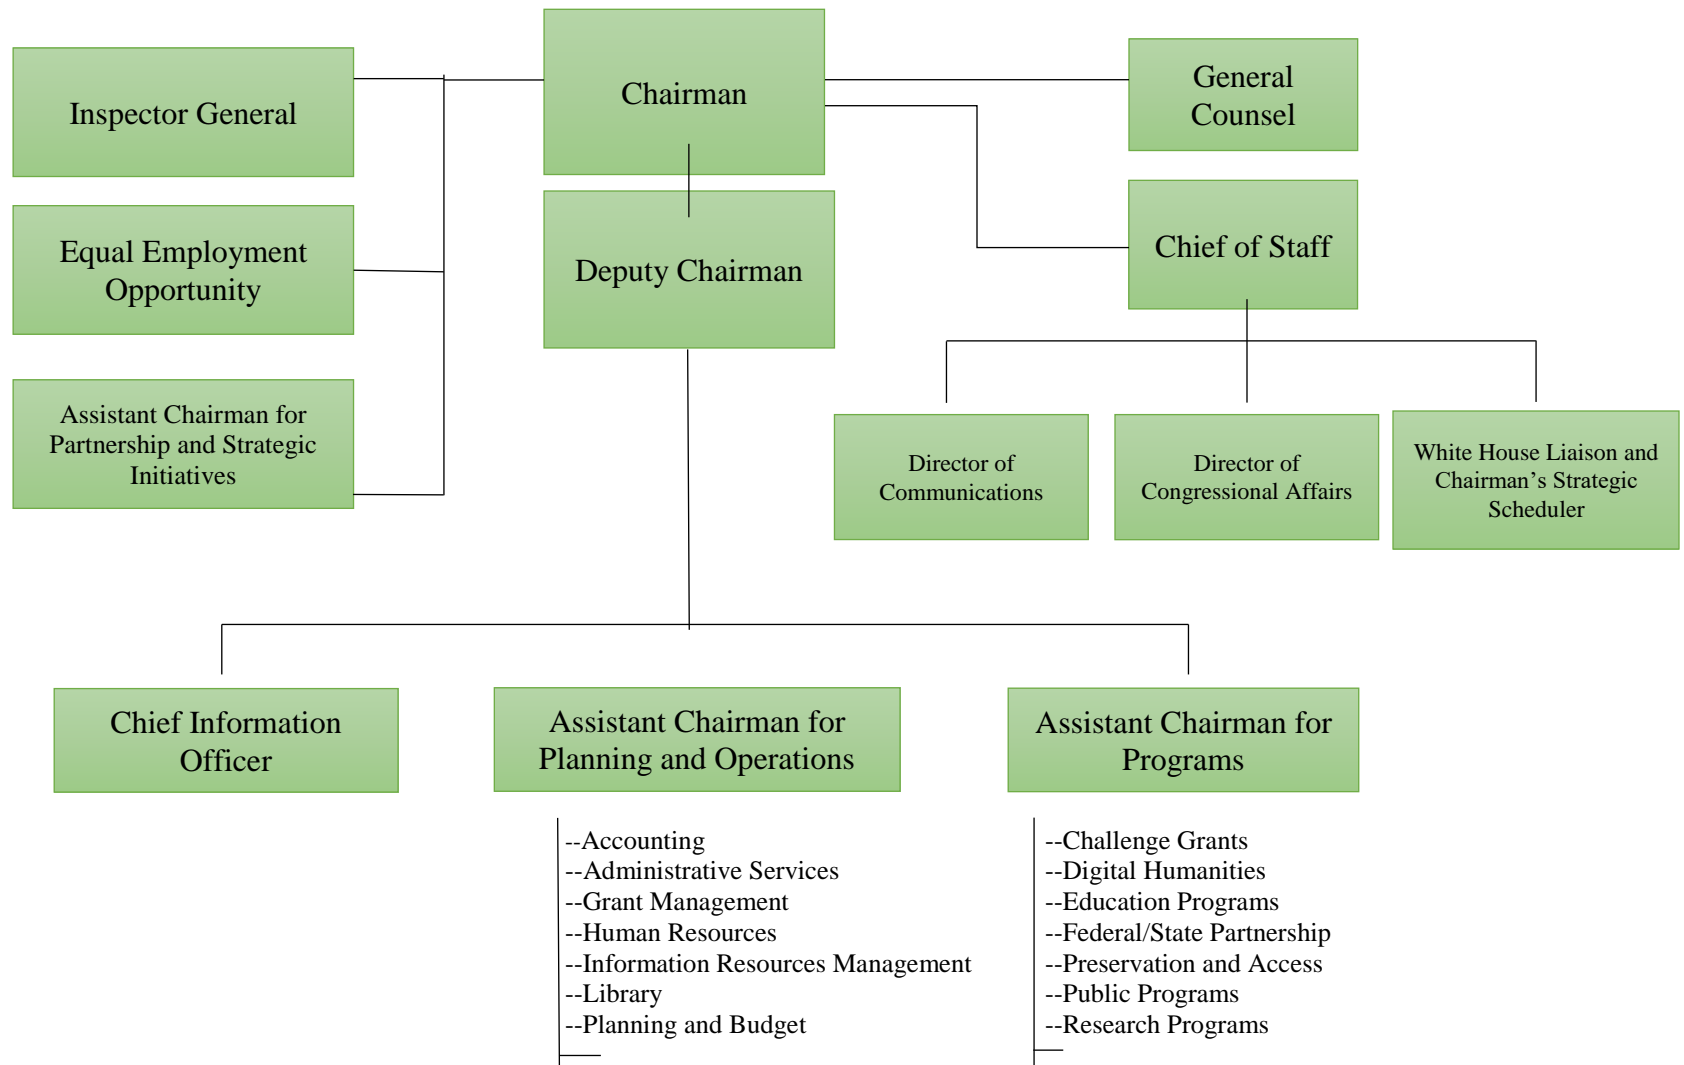 Inspector General
Chairman
General
Counsel
Equal Employment
Opportunity
Deputy Chairman
Chief of Staff
Assistant Chairman for
Partnership and Strategic
Initiatives
Director of
Communications
Director of
Congressional Affairs
White House Liaison and
Chairman’s Strategic
Scheduler
Chief Information
Officer
Assistant Chairman for
Planning and Operations
Assistant Chairman for
Programs
--Accounting
--Administrative Services
--Grant Management
--Human Resources
--Information Resources Management
--Library
--Planning and Budget
--Challenge Grants
--Digital Humanities
--Education Programs
--Federal/State Partnership
--Preservation and Access
--Public Programs
--Research Programs